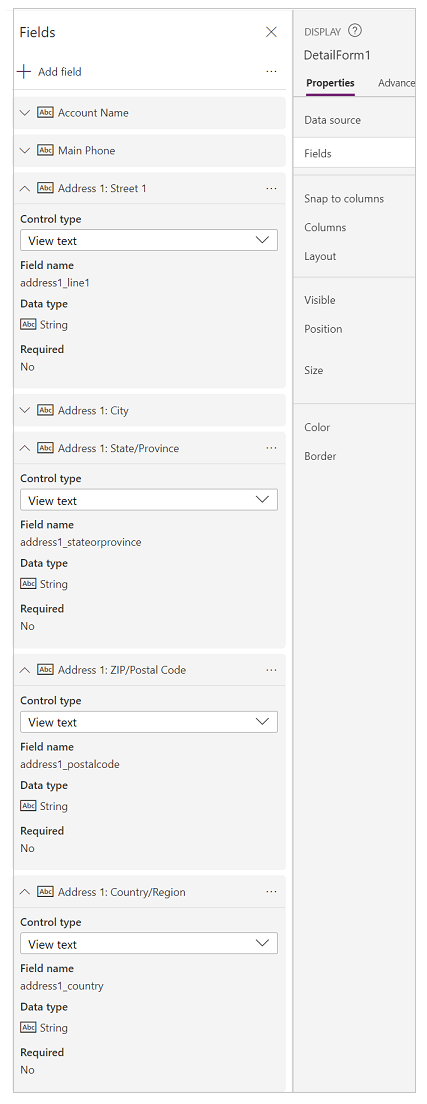 Fields
Add field
Abc Account Name
Abc Main Phone
Abc Address 1: Street 1
Control type
View text
Field name
address1_line1
Data type
Abc String
Required
No
Abc Address 1: City
Abc Address 1: State/Province
Control type
View text
Field name
address1_stateorprovince
Data type
Abc String
Required
No
Abc Address 1: ZIP/Postal Code
Control type
View text
Field name
address1_postalcode
Data type
Abc String
Required
No
Abc Address 1: Country/Region
Control type
View text
Field name
address1_country
Data type
Abc String
Required
No
DISPLAY ?
DetailForm1
Properties Advance
Data source
Fields
Snap to columns
Columns
Layout
Visible
Position
Size
Color
Border